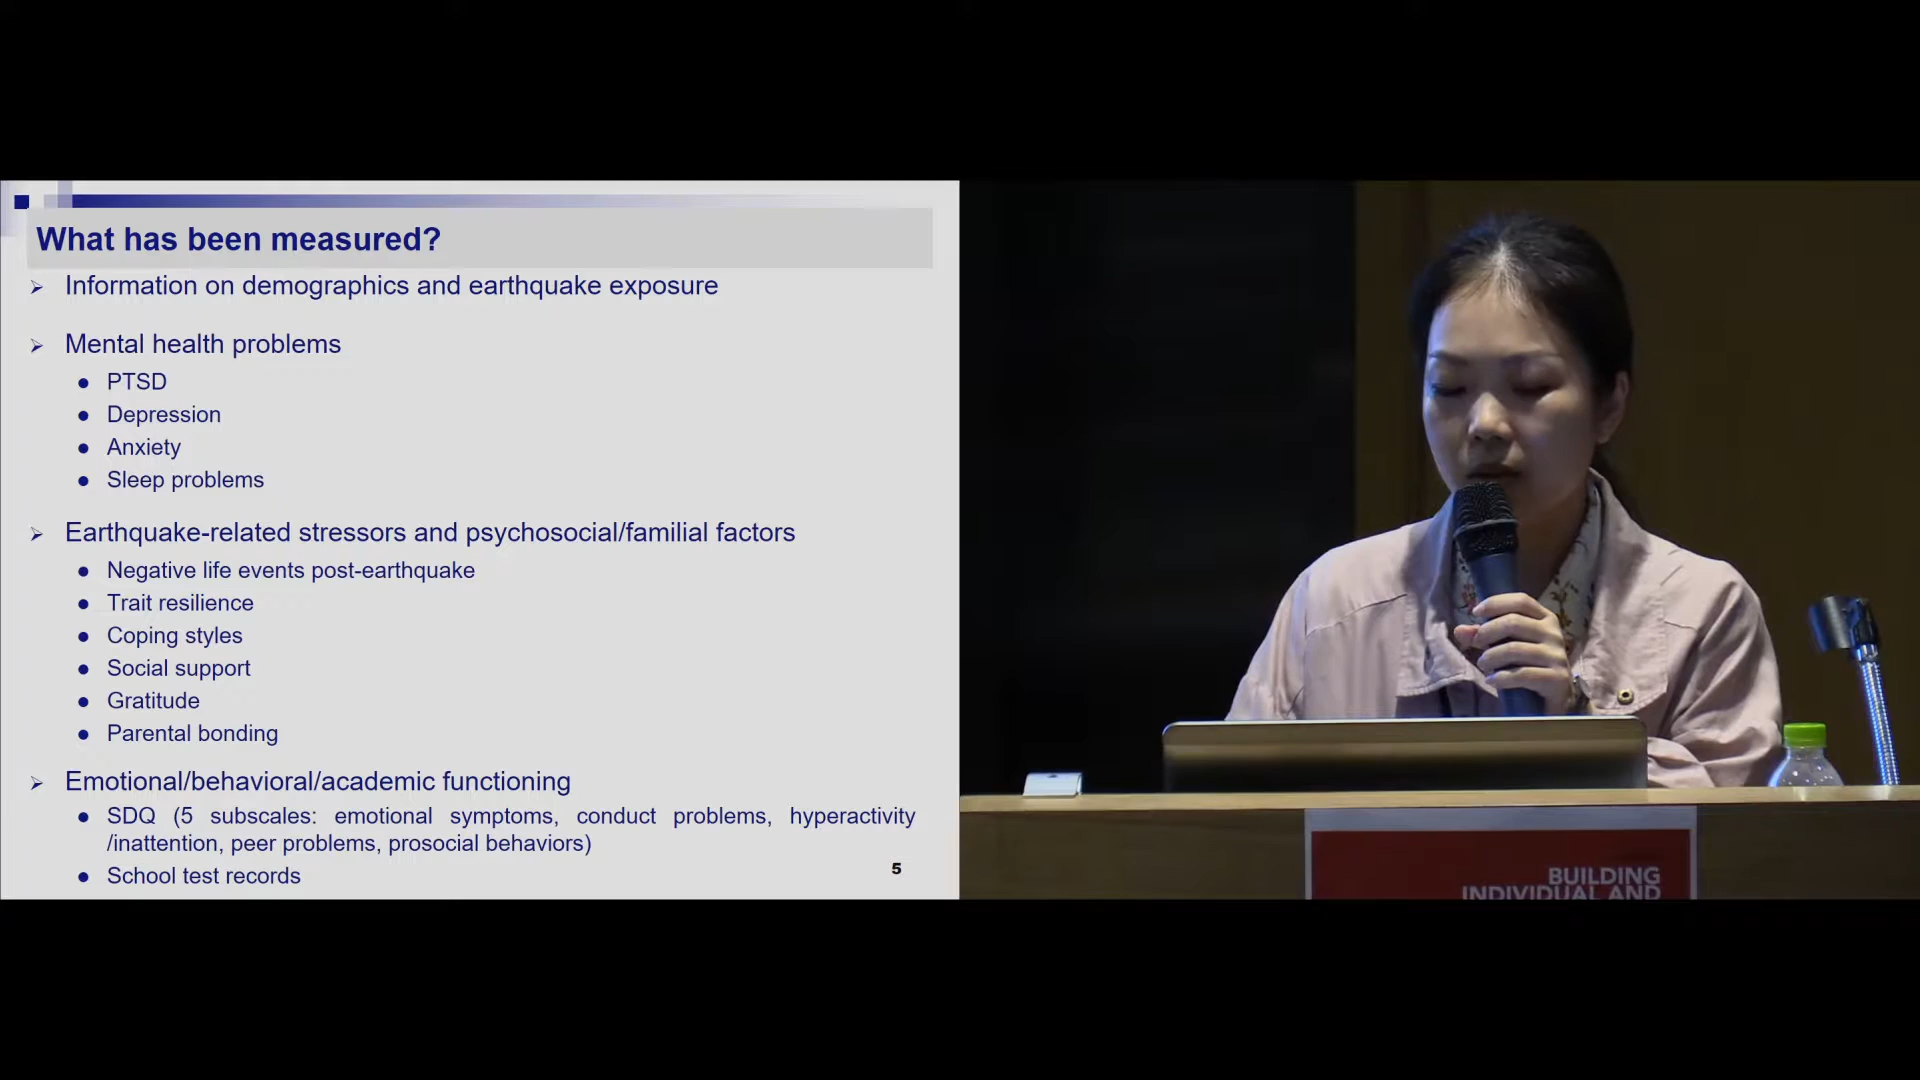 What has been measured?
Information on demographics and earthquake exposure
Mental health problems
PTSD
Depression
Anxiety
Sleep problems
Earthquake-related stressors and psychosocial/familial factors
Negative life events post-earthquake
Trait resilience
Coping styles
Social support
Gratitude
Parental bonding
Emotional/behavioral/academic functioning
SDQ (5 subscales: emotional symptoms, conduct problems, hyperactivity
/inattention, peer problems, prosocial behaviors)
School test records
5
BUILDING
INDIVIDUAL AND